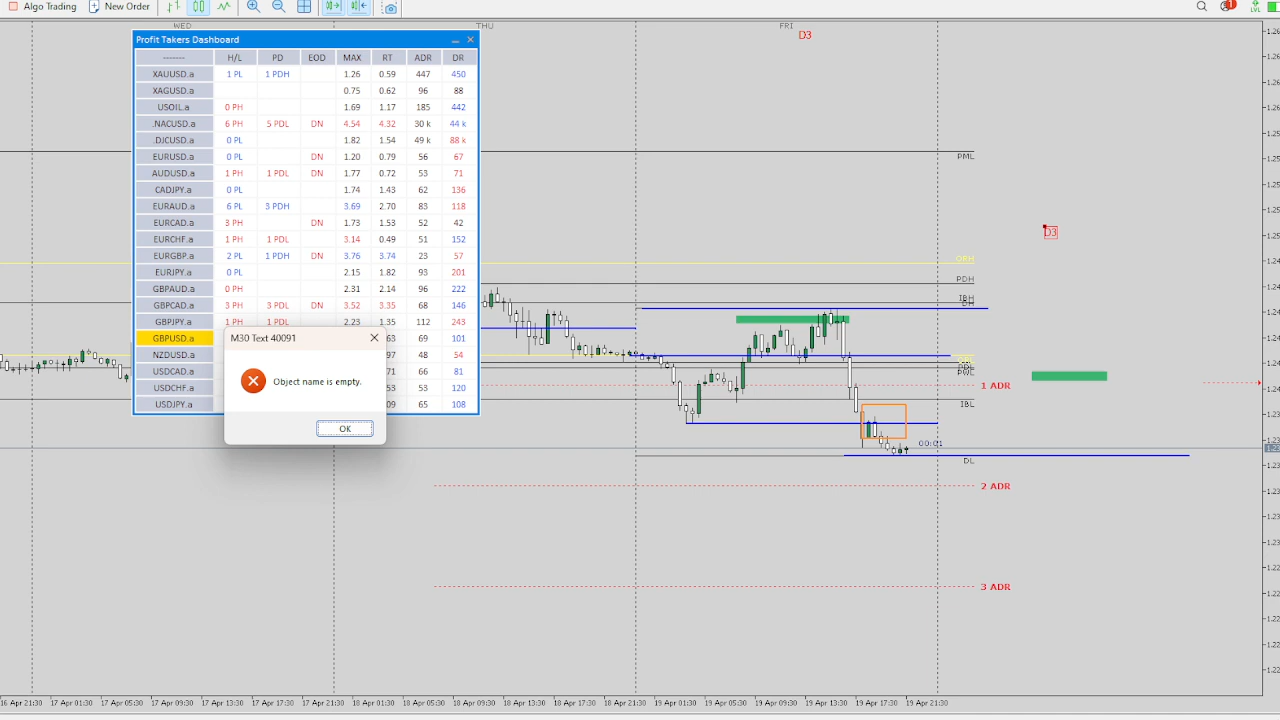 Algo Trading
New Order
1
LVL
WED
THU
FRI
D3
Profit Takers Dashboard
------- H/L PD EOD MAX RT ADR DR
XAUUSD.a 1 PL 1 PDH 1.26 0.59 447 450
XAGUSD.a 0.75 0.62 96 88
USOIL.a 0 PH 1.69 1.17 185 442
.NACUSD.a 6 PH 5 PDL DN 4.54 4.32 30 k 44 k
.DJCUSD.a 0 PL 1.82 1.54 49 k 88 k
EURUSD.a 0 PL DN 1.20 0.79 56 67
AUDUSD.a 1 PH 1 PDL DN 1.77 0.72 53 71
CADJPY.a 0 PL 1.74 1.43 62 136
EURAUD.a 6 PL 3 PDH 3.69 2.70 83 118
EURCAD.a 3 PH DN 1.73 1.53 52 42
EURCHF.a 1 PH 1 PDL 3.14 0.49 51 152
EURGBP.a 2 PL 1 PDH DN 3.76 3.74 23 57
EURJPY.a 0 PL 2.15 1.82 93 201
GBPAUD.a 0 PH 2.31 2.14 96 222
GBPCAD.a 3 PH 3 PDL DN 3.52 3.35 68 146
GBPJPY.a 1 PH 1 PDL 2.23 1.35 112 243
GBPUSD.a 63 69 101
NZDUSD.a 97 48 54
USDCAD.a 71 66 81
USDCHF.a 53 53 120
USDJPY.a 09 65 108
M30 Text 40091
Object name is empty.
OK
PML
D3
PDH
IBH
PWL
1 ADR
IBL
00:01
DL
2 ADR
3 ADR
16 Apr 21:30 17 Apr 01:30 17 Apr 05:30 17 Apr 09:30 17 Apr 13:30 17 Apr 17:30 17 Apr 21:30 18 Apr 01:30 18 Apr 05:30 18 Apr 09:30 18 Apr 13:30 18 Apr 17:30 18 Apr 21:30 19 Apr 01:30 19 Apr 05:30 19 Apr 09:30 19 Apr 13:30 19 Apr 17:30 19 Apr 21:30